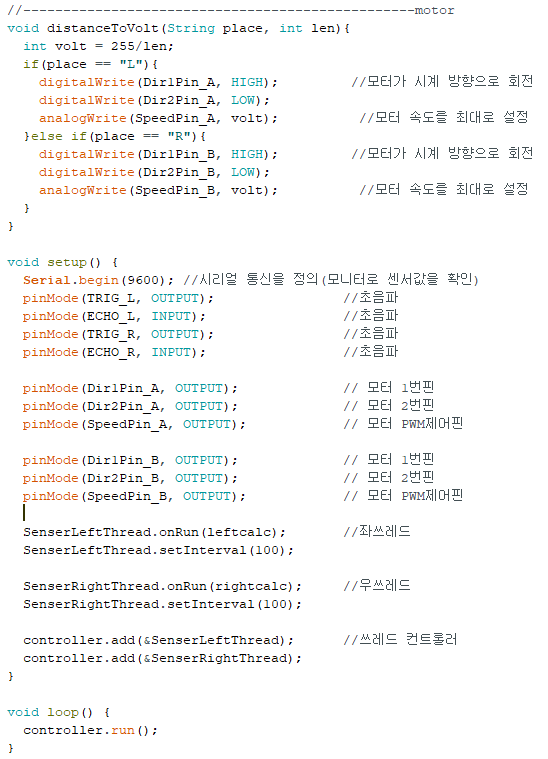 //-------------------------------------------------motor
void distanceToVolt(String place, int len){
  int volt = 255/len;
  if(place == "L"){
    digitalWrite(Dir1Pin_A, HIGH);         //모터가 시계 방향으로 회전
    digitalWrite(Dir2Pin_A, LOW);
    analogWrite(SpeedPin_A, volt);          //모터 속도를 최대로 설정
  }else if(place == "R"){
    digitalWrite(Dir1Pin_B, HIGH);         //모터가 시계 방향으로 회전
    digitalWrite(Dir2Pin_B, LOW);
    analogWrite(SpeedPin_B, volt);          //모터 속도를 최대로 설정
  }
}

void setup() {
  Serial.begin(9600); //시리얼 통신을 정의(모니터로 센서값을 확인)
  pinMode(TRIG_L, OUTPUT);                //초음파
  pinMode(ECHO_L, INPUT);                 //초음파
  pinMode(TRIG_R, OUTPUT);                //초음파
  pinMode(ECHO_R, INPUT);                 //초음파

  pinMode(Dir1Pin_A, OUTPUT);             // 모터 1번핀
  pinMode(Dir2Pin_A, OUTPUT);             // 모터 2번핀
  pinMode(SpeedPin_A, OUTPUT);            // 모터 PWM제어핀

  pinMode(Dir1Pin_B, OUTPUT);             // 모터 1번핀
  pinMode(Dir2Pin_B, OUTPUT);             // 모터 2번핀
  pinMode(SpeedPin_B, OUTPUT);            // 모터 PWM제어핀

  SenserLeftThread.onRun(leftcalc);       //좌쓰레드
  SenserLeftThread.setInterval(100);

  SenserRightThread.onRun(rightcalc);     //우쓰레드
  SenserRightThread.setInterval(100);

  controller.add(&SenserLeftThread);      //쓰레드 컨트롤러
  controller.add(&SenserRightThread);
}

void loop() {
  controller.run();
}